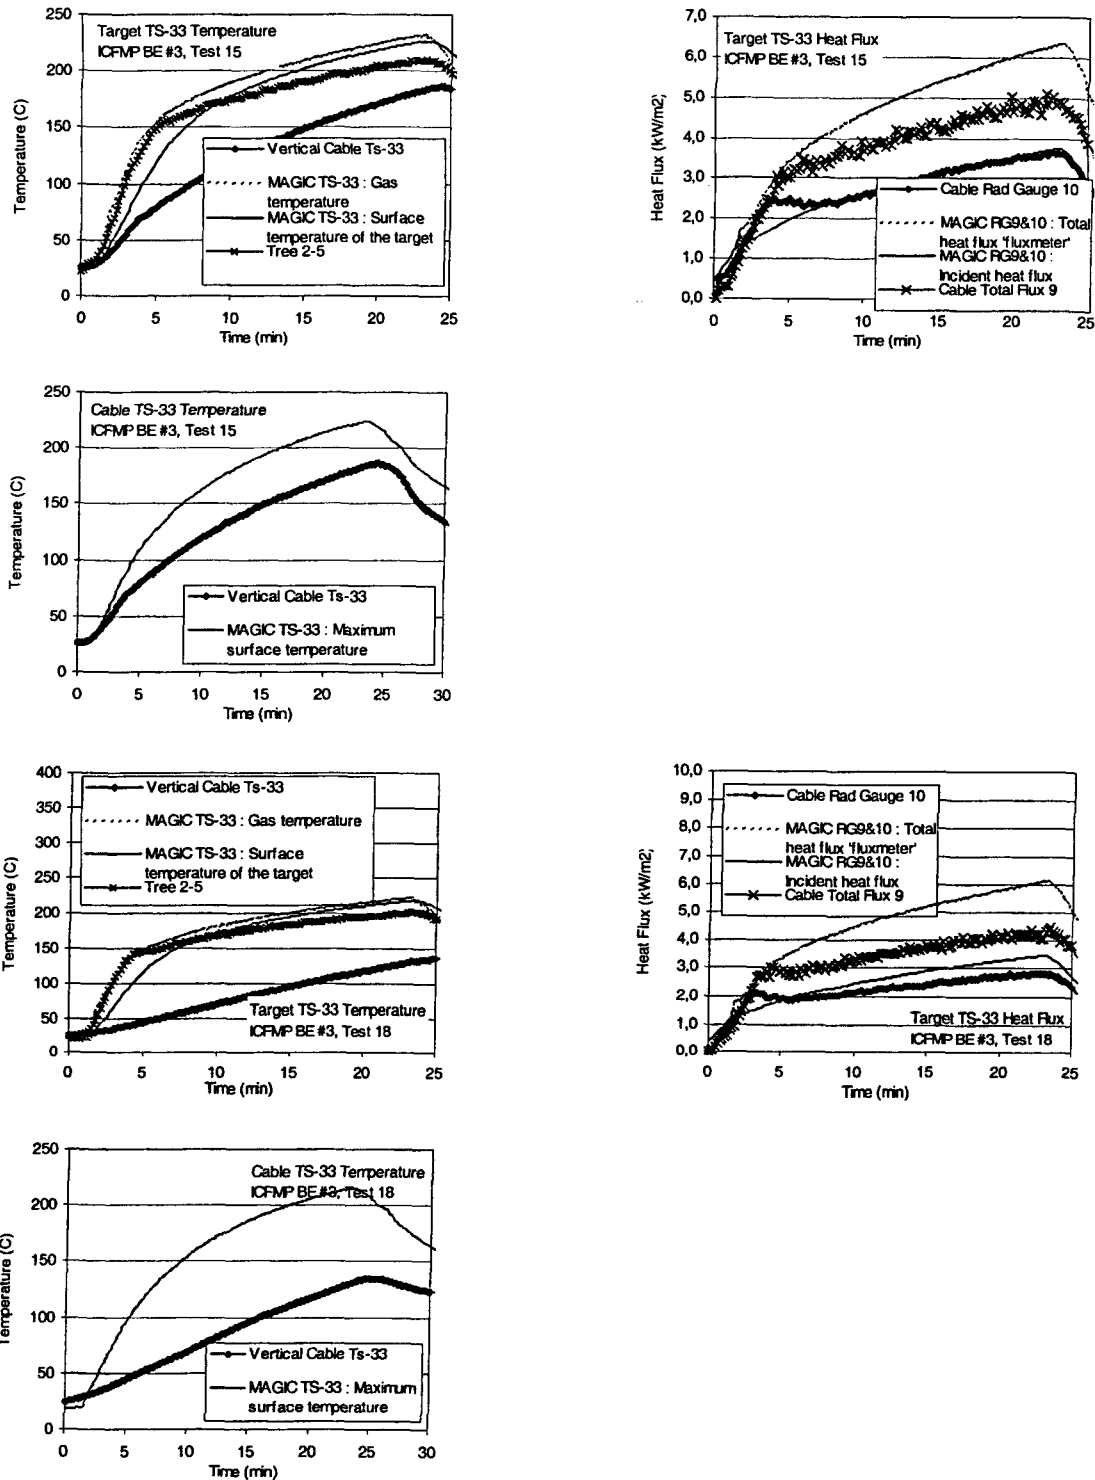 250
200
150
100
50
0
Temperature (C)
Target TS-33 Temperature
ICFMP BE #3, Test 15
Vertical Cable Ts-33
MAGIC TS-33 : Gas
temperature
MAGIC TS-33 : Surface
temperature of the target
Tree 2-5
0 5 10 15 20 25
Time (min)
7,0
6,0
5,0
4,0
3,0
2,0
1,0
0,0
Heat Flux (kW/m2;
Target TS-33 Heat Flux
ICFMP BE #3, Test 15
Cable Rad Gauge 10
MAGIC RG9&10 : Total
heat flux 'fluxmeter'
MAGIC RG9&10 :
Incident heat flux
Cable Total Flux 9
0 5 10 15 20 25
Time (min)
250
200
150
100
50
0
Temperature (C)
Cable TS-33 Temperature
ICFMP BE #3, Test 15
Vertical Cable Ts-33
MAGIC TS-33 : Maximum
surface temperature
0 5 10 15 20 25 30
Time (min)
400
350
300
250
200
150
100
50
0
Temperature (C)
Vertical Cable Ts-33
MAGIC TS-33 : Gas temperature
MAGIC TS-33 : Surface
temperature of the target
Tree 2-5
Target TS-33 Temperature
ICFMP BE #3, Test 18
0 5 10 15 20 25
Time (min)
10,0
9,0
8,0
7,0
6,0
5,0
4,0
3,0
2,0
1,0
0,0
Heat Flux (kW/m2;
Cable Rad Gauge 10
MAGIC RG9&10 : Total
heat flux 'fluxmeter'
MAGIC RG9&10 :
Incident heat flux
Cable Total Flux 9
Target TS-33 Heat Flux
ICFMP BE #3, Test 18
0 5 10 15 20 25
Time (min)
250
200
150
100
50
0
Temperature (C)
Cable TS-33 Temperature
ICFMP BE #3, Test 18
Vertical Cable Ts-33
MAGIC TS-33 : Maximum
surface temperature
0 5 10 15 20 25 30
Time (min)